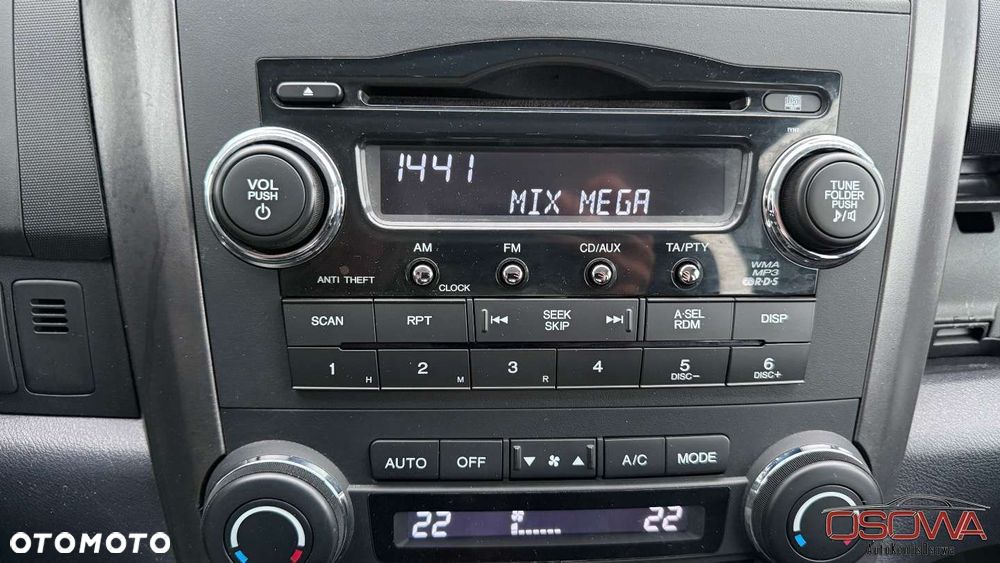 1441
MIX MEGA
VOL
PUSH
TUNE
FOLDER
PUSH
AM
FM
CD/AUX
TA/PTY
ANTI THEFT
CLOCK
WMA
MP3
R·D·S
SCAN
RPT
SEEK
SKIP
A·SEL
RDM
DISP
1 H
2 M
3 R
4
5
DISC−
6
DISC+
AUTO
OFF
A/C
MODE
22
22
OTOMOTO
OSOWA
AutoKomisOsowa